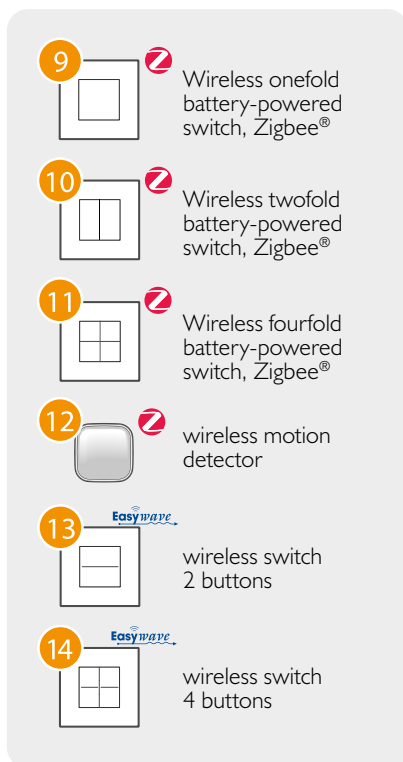 9
Wireless onefold
battery-powered
switch, Zigbee®
10
Wireless twofold
battery-powered
switch, Zigbee®
11
Wireless fourfold
battery-powered
switch, Zigbee®
12
wireless motion
detector
Easywave
13
wireless switch
2 buttons
Easywave
14
wireless switch
4 buttons